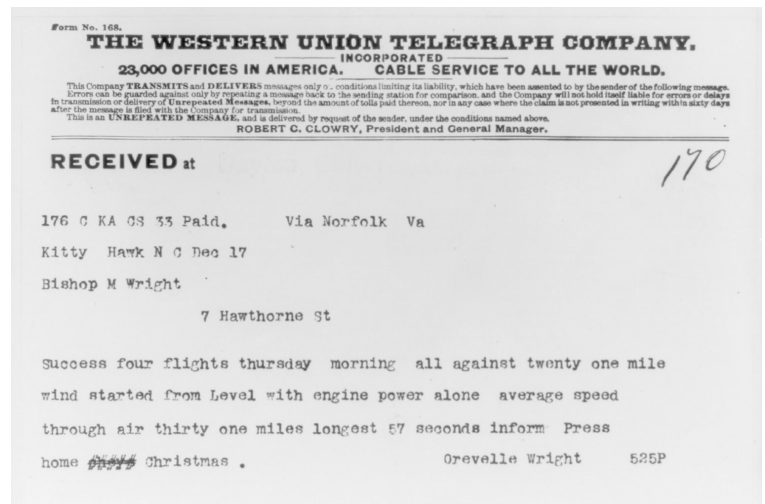 Form No. 168.
THE WESTERN UNION TELEGRAPH COMPANY.
INCORPORATED
23,000 OFFICES IN AMERICA. CABLE SERVICE TO ALL THE WORLD.
This Company TRANSMITS and DELIVERS messages only on conditions limiting its liability, which have been assented to by the sender of the following message.
Errors can be guarded against only by repeating a message back to the sending station for comparison, and the Company will not hold itself liable for errors or delays
in transmission or delivery of Unrepeated Messages, beyond the amount of tolls paid thereon, nor in any case where the claim is not presented in writing within sixty days
after the message is filed with the Company for transmission.
This is an UNREPEATED MESSAGE, and is delivered by request of the sender, under the conditions named above.
ROBERT C. CLOWRY, President and General Manager.
RECEIVED at
170
176 C KA CS 33 Paid. Via Norfolk Va
Kitty Hawk N C Dec 17
Bishop M Wright
7 Hawthorne St
Success four flights thursday morning all against twenty one mile
wind started from Level with engine power alone average speed
through air thirty one miles longest 57 seconds inform Press
home Christmas .
Orevelle Wright 525P